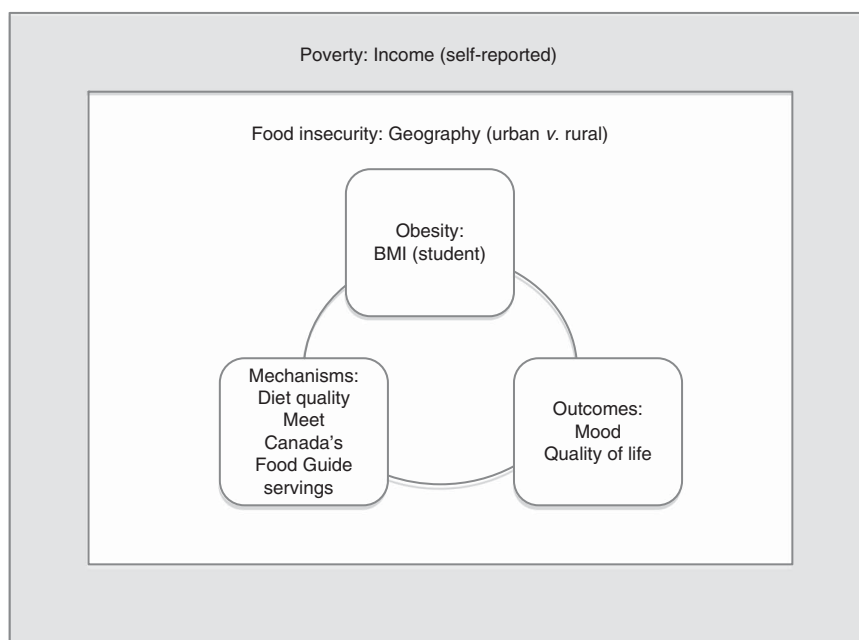 Poverty: Income (self-reported)
Food insecurity: Geography (urban v. rural)
Obesity:
BMI (student)
Mechanisms:
Diet quality
Meet
Canada's
Food Guide
servings
Outcomes:
Mood
Quality of life